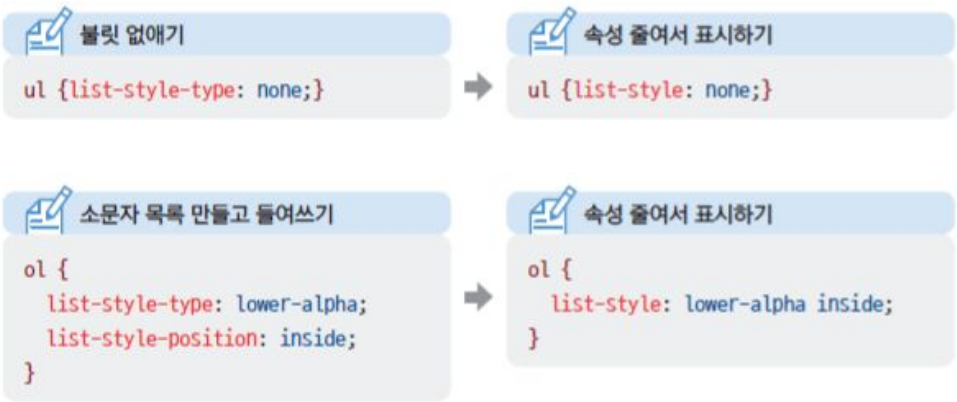 불릿 없애기
ul {list-style-type: none;}
속성 줄여서 표시하기
ul {list-style: none;}
소문자 목록 만들고 들여쓰기
ol {
list-style-type: lower-alpha;
list-style-position: inside;
}
속성 줄여서 표시하기
ol {
list-style: lower-alpha inside;
}